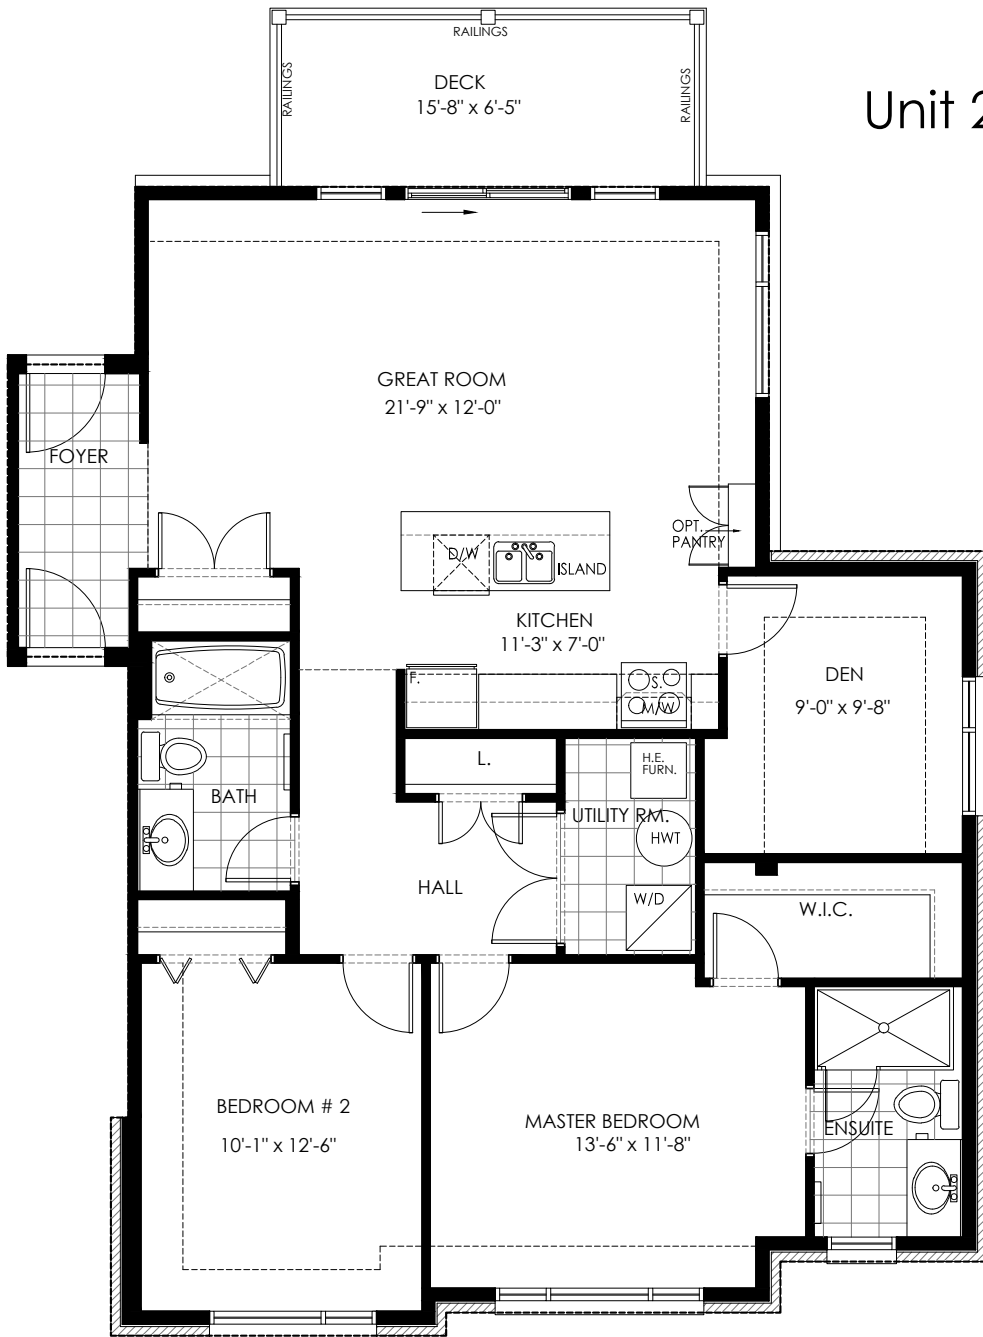 RAILINGS
RAILINGS
DECK
15'-8" x 6'-5"
RAILINGS
Unit 2
GREAT ROOM
21'-9" x 12'-0"
FOYER
OPT.
PANTRY
D/W
ISLAND
KITCHEN
11'-3" x 7'-0"
F.
S.
M/W
DEN
9'-0" x 9'-8"
L.
H.E.
FURN.
BATH
UTILITY RM.
HWT
HALL
W/D
W.I.C.
BEDROOM # 2
10'-1" x 12'-6"
MASTER BEDROOM
13'-6" x 11'-8"
ENSUITE